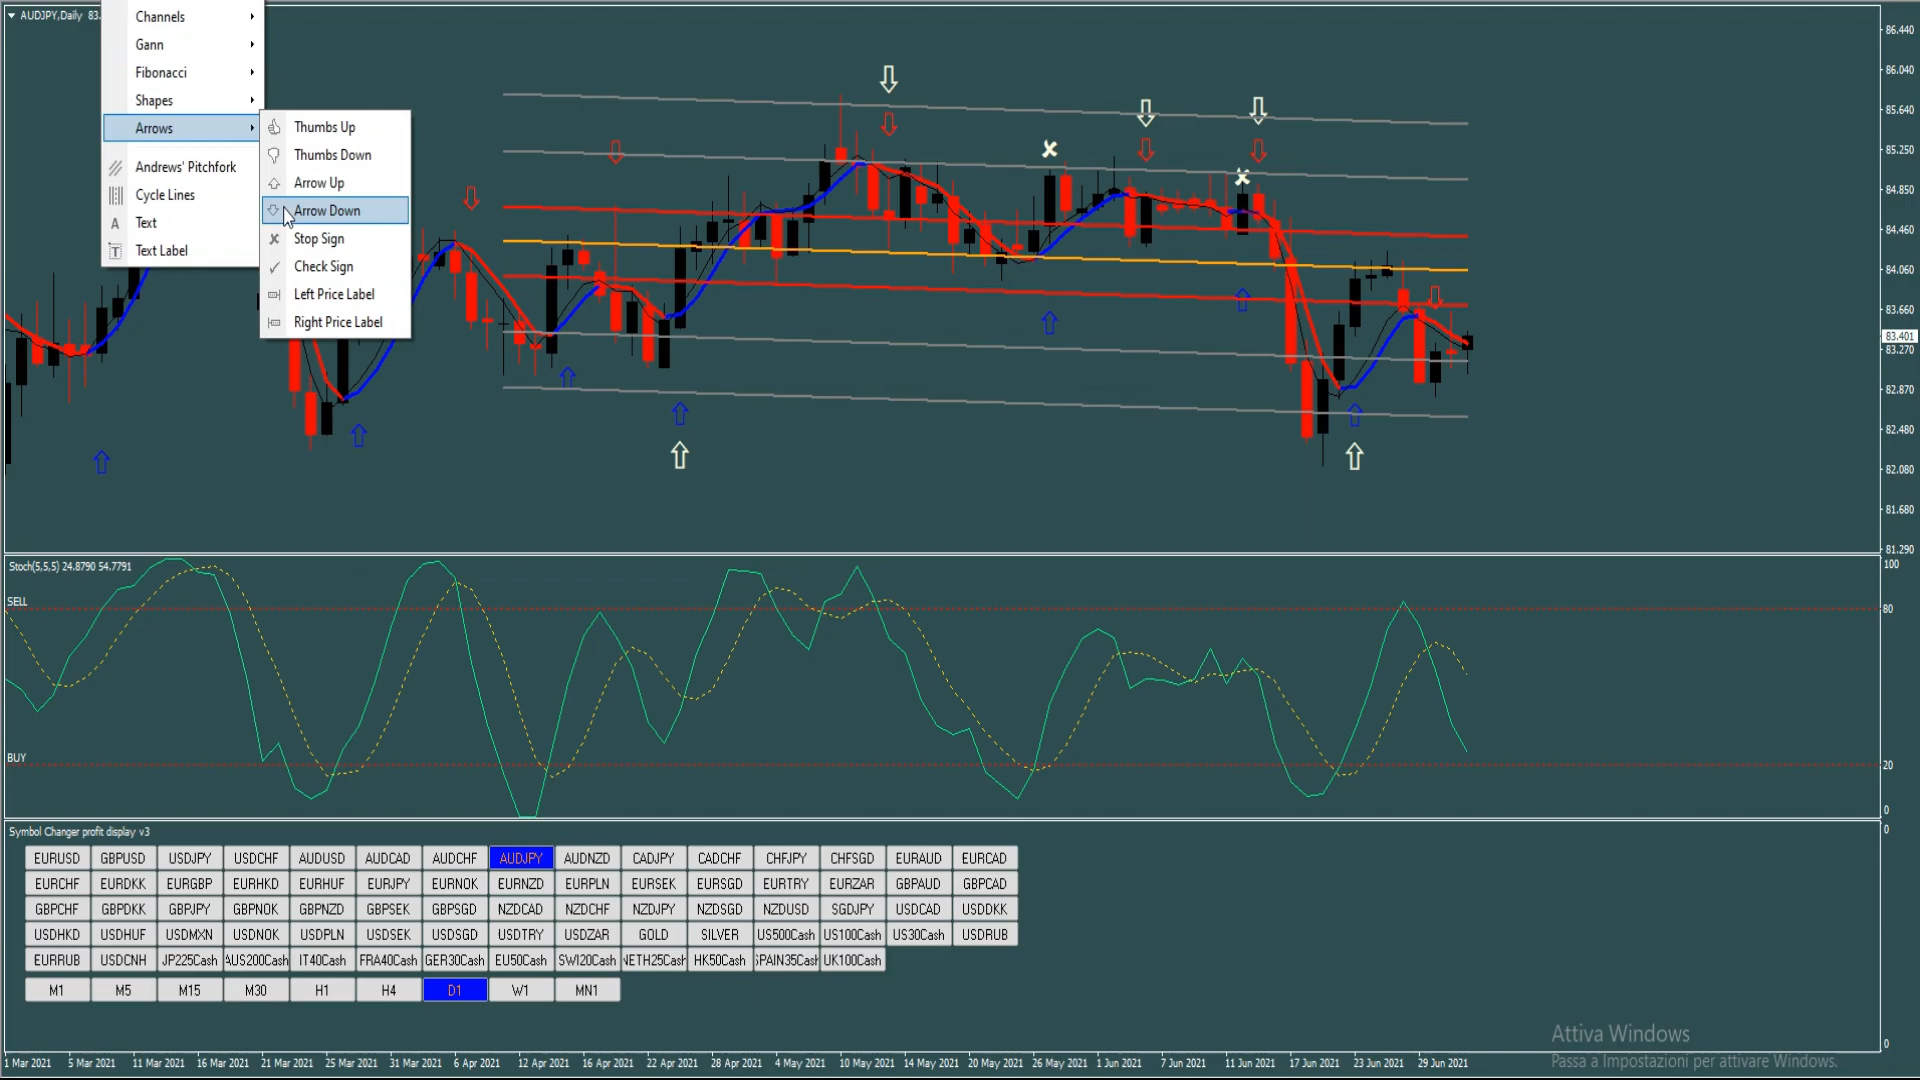 AUDJPY,Daily 83.
Channels
Gann
Fibonacci
Shapes
Arrows
Andrews' Pitchfork
Cycle Lines
Text
Text Label
Thumbs Up
Thumbs Down
Arrow Up
Arrow Down
Stop Sign
Check Sign
Left Price Label
Right Price Label
86.440
86.040
85.640
85.250
84.850
84.460
84.060
83.660
83.401
83.270
82.870
82.480
82.080
81.680
81.290
Stoch(5,5,5) 24.8790 54.7791
100
SELL
80
BUY
20
0
Symbol Changer profit display v3
0
EURUSD GBPUSD USDJPY USDCHF AUDUSD AUDCAD AUDCHF AUDJPY AUDNZD CADJPY CADCHF CHFJPY CHFSGD EURAUD EURCAD
EURCHF EURDKK EURGBP EURHKD EURHUF EURJPY EURNOK EURNZD EURPLN EURSEK EURSGD EURTRY EURZAR GBPAUD GBPCAD
GBPCHF GBPDKK GBPJPY GBPNOK GBPNZD GBPSEK GBPSGD NZDCAD NZDCHF NZDJPY NZDSGD NZDUSD SGDJPY USDCAD USDDKK
USDHKD USDHUF USDMXN USDNOK USDPLN USDSEK USDSGD USDTRY USDZAR GOLD SILVER US500Cash US100Cash US30Cash USDRUB
EURRUB USDCNH JP225Cash AUS200Cash IT40Cash FRA40Cash GER30Cash EU50Cash SWI20Cash NETH25Cash HK50Cash SPAIN35Cash UK100Cash
M1 M5 M15 M30 H1 H4 D1 W1 MN1
0
Attiva Windows
Passa a Impostazioni per attivare Windows.
1 Mar 2021 5 Mar 2021 11 Mar 2021 16 Mar 2021 21 Mar 2021 25 Mar 2021 31 Mar 2021 6 Apr 2021 12 Apr 2021 16 Apr 2021 22 Apr 2021 28 Apr 2021 4 May 2021 10 May 2021 14 May 2021 20 May 2021 26 May 2021 1 Jun 2021 7 Jun 2021 11 Jun 2021 17 Jun 2021 23 Jun 2021 29 Jun 2021